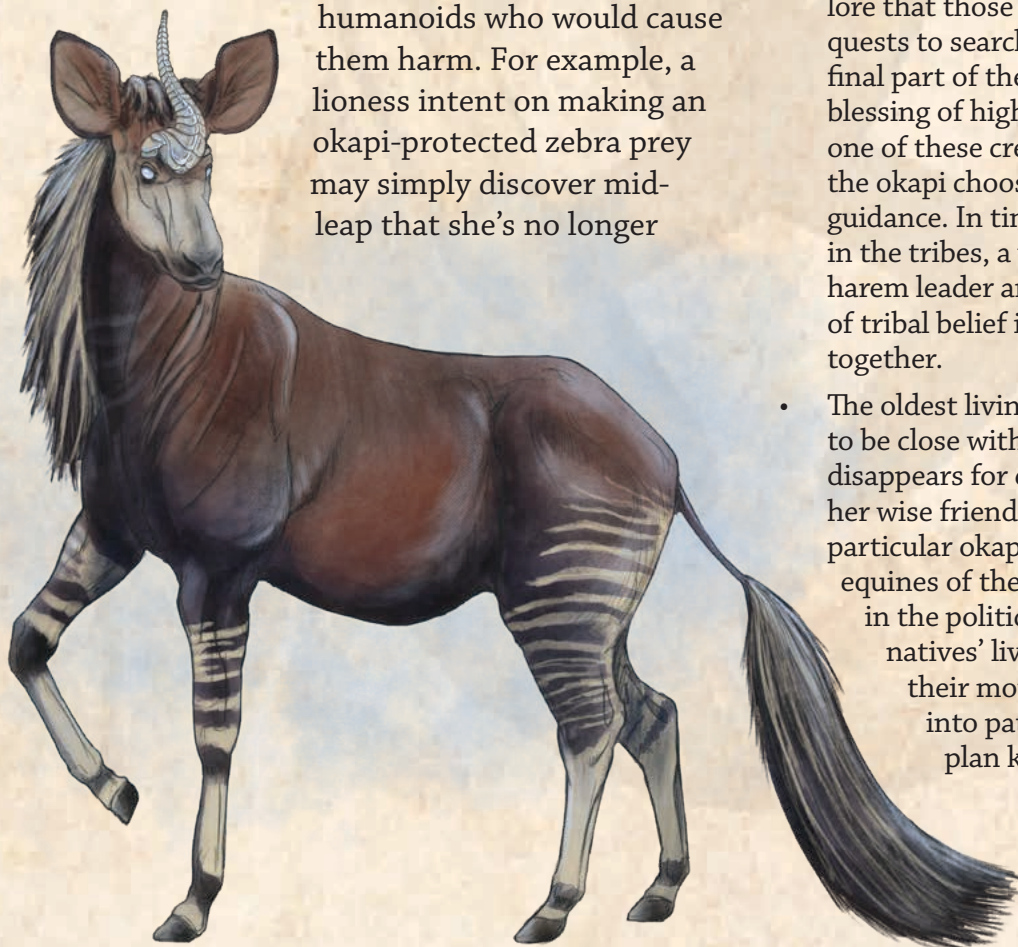 humanoids who would cause
them harm. For example, a
lioness intent on making an
okapi-protected zebra prey
may simply discover mid-
leap that she’s no longer
lore that those
quests to search
final part of the
blessing of high
one of these cre
the okapi choos
guidance. In
in the tribes, a
harem leader
of tribal belief i
together.
• The oldest livin
to be close with
disappears for
her wise friend
particular okap
equines of the
in the politic
natives’ liv
their mo
into pa
plan k